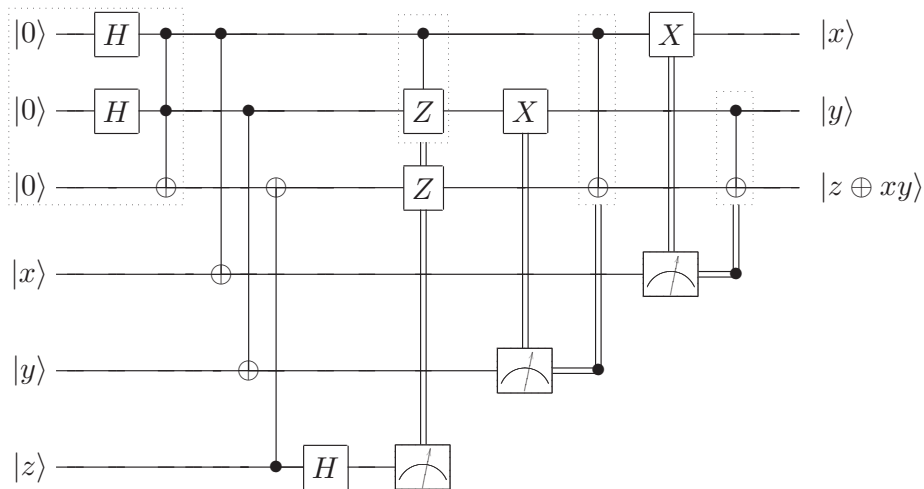 |0⟩ H X |x⟩
|0⟩ H Z X |y⟩
|0⟩ Z |z ⊕ xy⟩
|x⟩
|y⟩
|z⟩ H